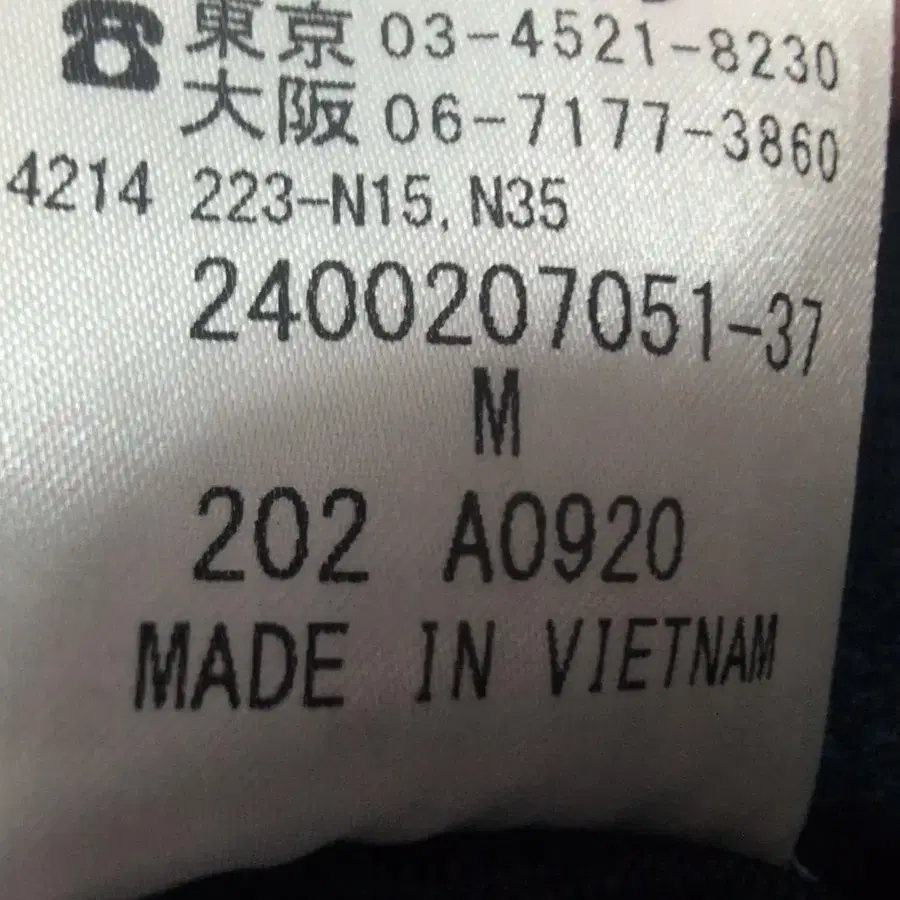 ☎東京 03-4521-8230
大阪 06-7177-3860
4214 223-N15, N35
2400207051-37
M
202 A0920
MADE IN VIETNAM